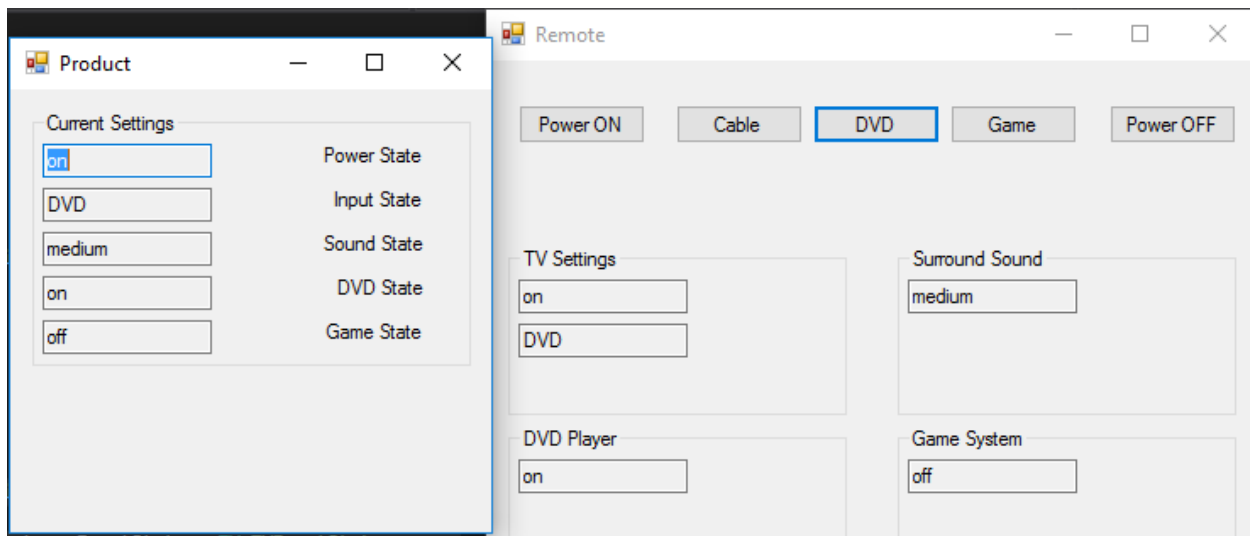 Product
Current Settings
on
Power State
DVD
Input State
medium
Sound State
on
DVD State
off
Game State
Remote
Power ON
Cable
DVD
Game
Power OFF
TV Settings
on
DVD
Surround Sound
medium
DVD Player
on
Game System
off